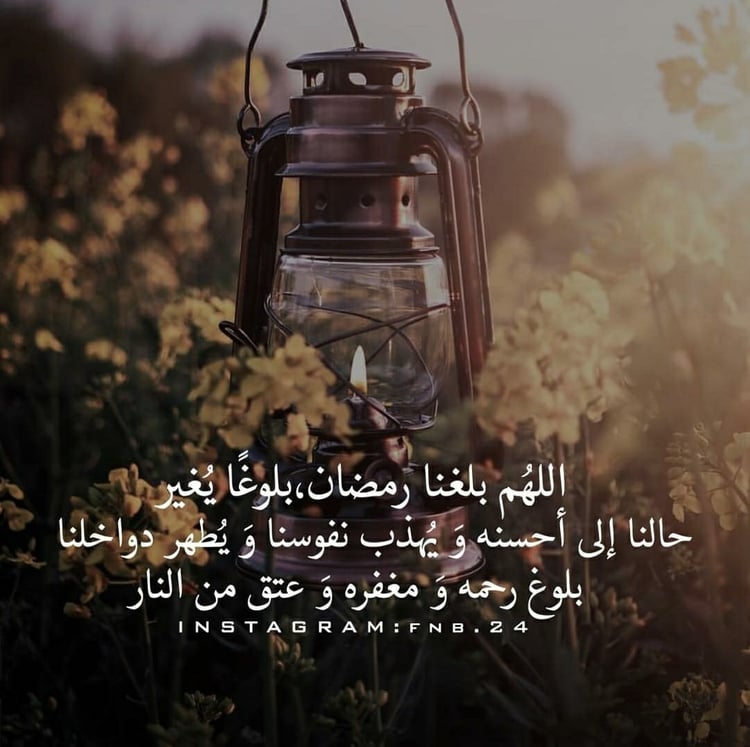 إللهُم بلغنا رمضان،بلوغًا يُغير
حالنا إلى أحسنه وَ يُهذب نفوسنا وَ يُطهر دواخلنا
بلوغ رحمه وَ مغفره وَ عتق من النار
INSTAGRAM:FNB.24